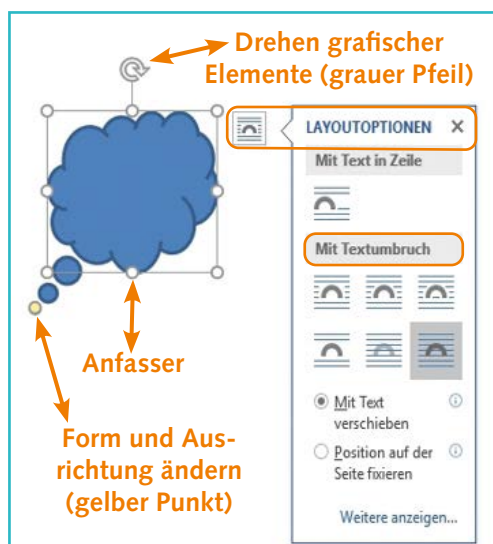 Drehen grafischer
Elemente (grauer Pfeil)
LAYOUTOPTIONEN
Mit Text in Zeile
Mit Textumbruch
Mit Text
verschieben
Position auf der
Seite fixieren
Weitere anzeigen...
Anfasser
Form und Aus-
richtung ändern
(gelber Punkt)